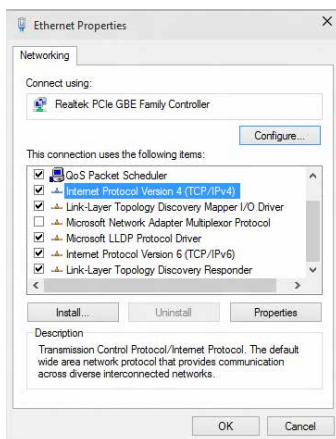 Ethernet Properties
Networking
Connect using:
Realtek PCIe GBE Family Controller
Configure...
This connection uses the following items:
QoS Packet Scheduler
Internet Protocol Version 4 (TCP/IPv4)
Link-Layer Topology Discovery Mapper I/O Driver
Microsoft Network Adapter Multiplexor Protocol
Microsoft LLDP Protocol Driver
Internet Protocol Version 6 (TCP/IPv6)
Link-Layer Topology Discovery Responder
Install... Uninstall Properties
Description
Transmission Control Protocol/Internet Protocol. The default
wide area network protocol that provides communication
across diverse interconnected networks.
OK Cancel